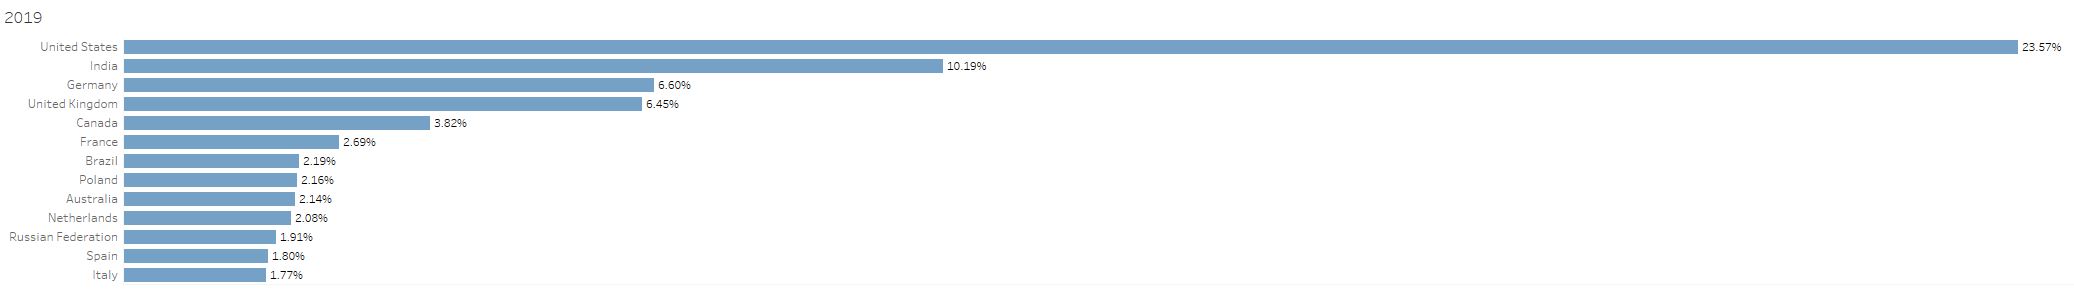 2019
United States 23.57%
India 10.19%
Germany 6.60%
United Kingdom 6.45%
Canada 3.82%
France 2.69%
Brazil 2.19%
Poland 2.16%
Australia 2.14%
Netherlands 2.08%
Russian Federation 1.91%
Spain 1.80%
Italy 1.77%